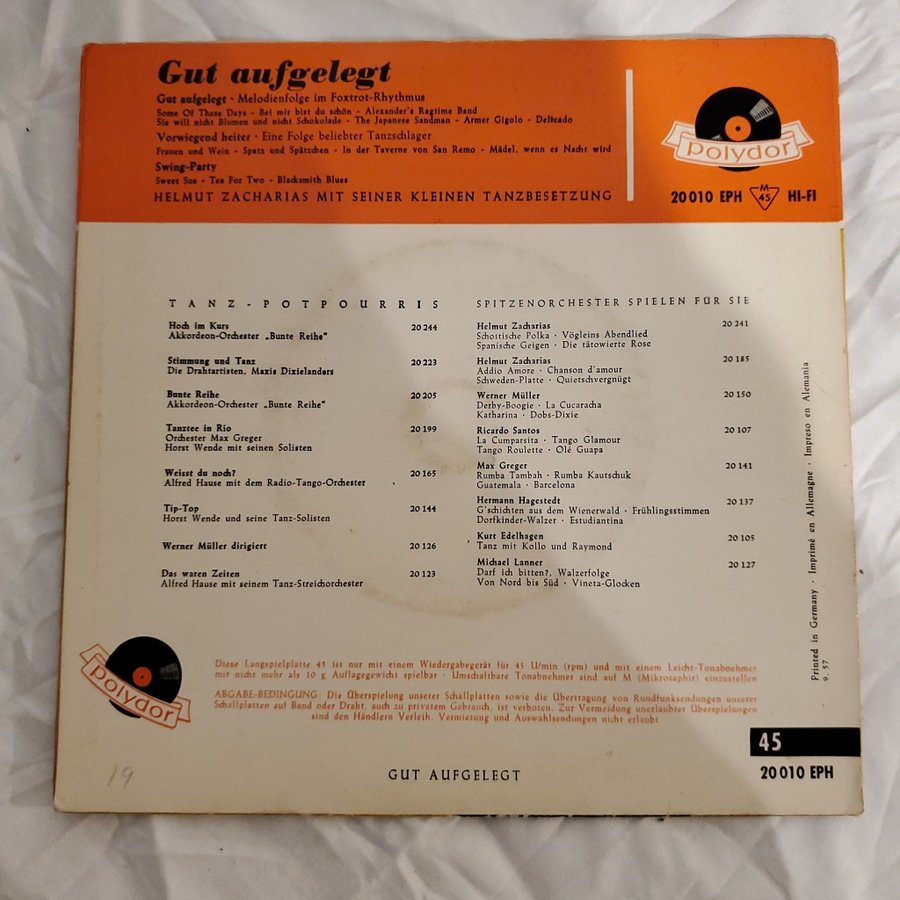 Gut aufgelegt
Gut aufgelegt · Melodienfolge im Foxtrot-Rhythmus
Some Of These Days - Bei mir bist du schön - Alexander's Ragtime Band
Sie will nicht Blumen und nicht Schokolade - The Japanese Sandman - Armer Gigolo - Delicado
Vorwiegend heiter · Eine Folge beliebter Tanzschlager
Frauen und Wein - Spatz und Spätzchen - In der Taverne von San Remo - Mädel, wenn es Nacht wird
Swing-Party
Sweet Sue - Tea For Two - Blacksmith Blues
HELMUT ZACHARIAS MIT SEINER KLEINEN TANZBESETZUNG
polydor
20 010 EPH M 45 HI-FI
TANZ-POTPOURRIS
Hoch im Kurs 20 244
Akkordeon-Orchester „Bunte Reihe"
Stimmung und Tanz 20 223
Die Drahtartisten, Maxis Dixielanders
Bunte Reihe 20 205
Akkordeon-Orchester „Bunte Reihe"
Tanztee in Rio 20 199
Orchester Max Greger
Horst Wende mit seinen Solisten
Weisst du noch? 20 165
Alfred Hause mit dem Radio-Tango-Orchester
Tip-Top 20 144
Horst Wende und seine Tanz-Solisten
Werner Müller dirigiert 20 126
Das waren Zeiten 20 123
Alfred Hause mit seinem Tanz-Streichorchester
SPITZENORCHESTER SPIELEN FÜR SIE
Helmut Zacharias 20 241
Schottische Polka · Vögleins Abendlied
Spanische Geigen · Die tätowierte Rose
Helmut Zacharias 20 185
Addio Amore · Chanson d'amour
Schweden-Platte · Quietschvergnügt
Werner Müller 20 150
Derby-Boogie · La Cucaracha
Katharina · Dobs-Dixie
Ricardo Santos 20 107
La Cumparsita · Tango Glamour
Tango Roulette · Olé Guapa
Max Greger 20 141
Rumba Tambah · Rumba Kautschuk
Guatemala · Barcelona
Hermann Hagestedt 20 137
G'schichten aus dem Wienerwald · Frühlingsstimmen
Dorfkinder-Walzer · Estudiantina
Kurt Edelhagen 20 105
Tanz mit Kollo und Raymond
Michael Lanner 20 127
Darf ich bitten?, Walzerfolge
Von Nord bis Süd · Vineta-Glocken
Printed in Germany · Imprimé en Allemagne · Impreso en Alemania
9. 57
polydor
Diese Langspielplatte 45 ist nur mit einem Wiedergabegerät für 45 U/min (rpm) und mit einem Leicht-Tonabnehmer
mit nicht mehr als 10 g Auflagegewicht spielbar · Umschaltbare Tonabnehmer sind auf M (Mikrosaphir) einzustellen
ABGABE-BEDINGUNG: Die Überspielung unserer Schallplatten sowie die Übertragung von Rundfunksendungen unserer
Schallplatten auf Band oder Draht, auch zu privatem Gebrauch, ist verboten. Zur Vermeidung unerlaubter Überspielungen
sind den Händlern Verleih, Vermietung und Auswahlsendungen nicht erlaubt
45
20 010 EPH
19
GUT AUFGELEGT